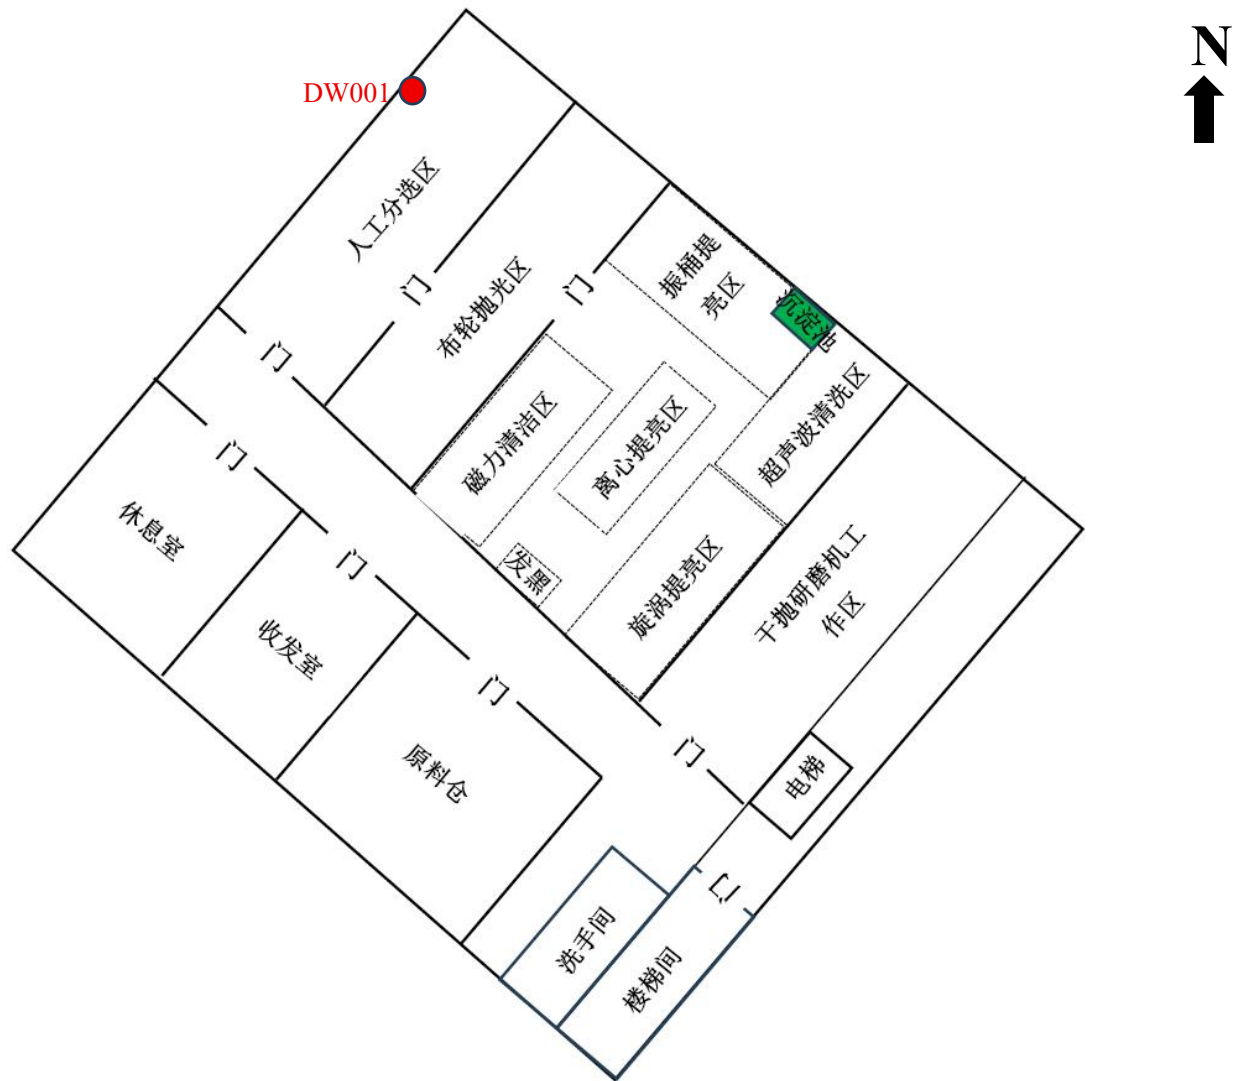 N
DW001
人工分选区
门
布轮抛光区
门
振桶提
亮区
沉淀池
门
门
磁力清洁区
离心提亮区
超声波清洗区
休息室
发黑
旋涡提亮区
干抛研磨机工
作区
收发室
门
门
门
原料仓
电梯
门
洗手间
楼梯间